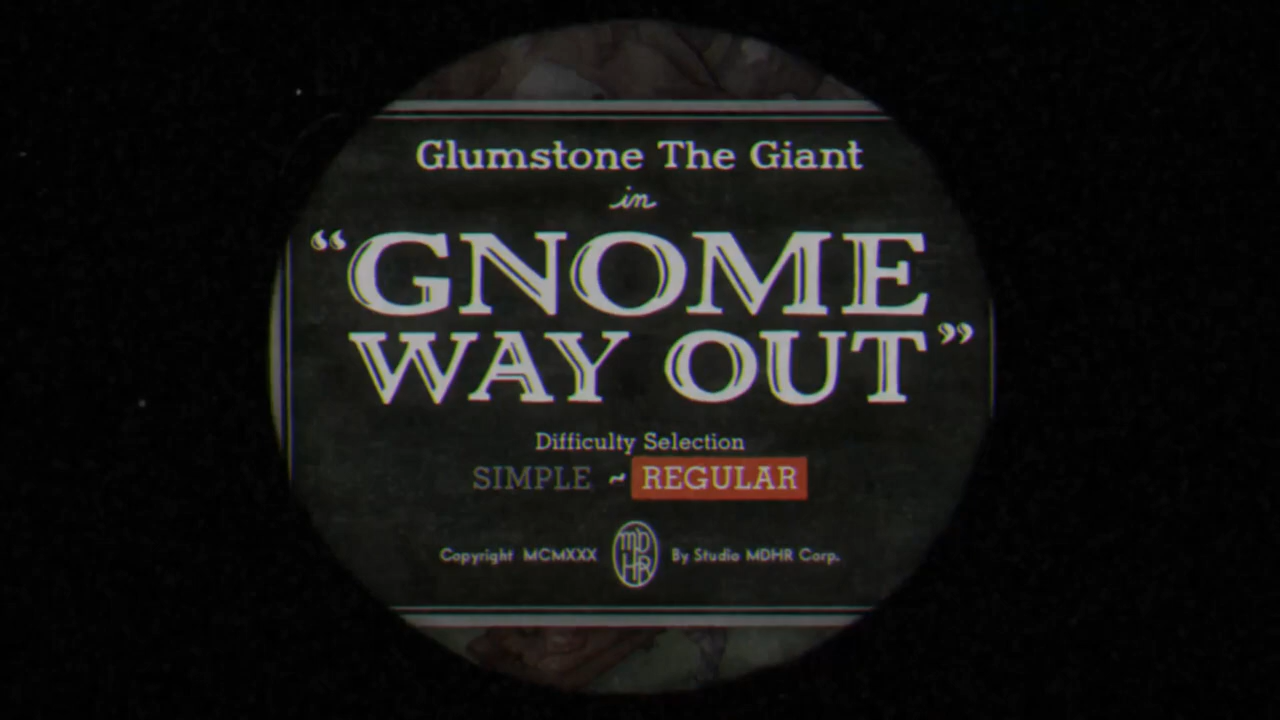 Glumstone The Giant
in
“GNOME
WAY OUT”
Difficulty Selection
SIMPLE ~ REGULAR
Copyright MCMXXX MDHR By Studio MDHR Corp.